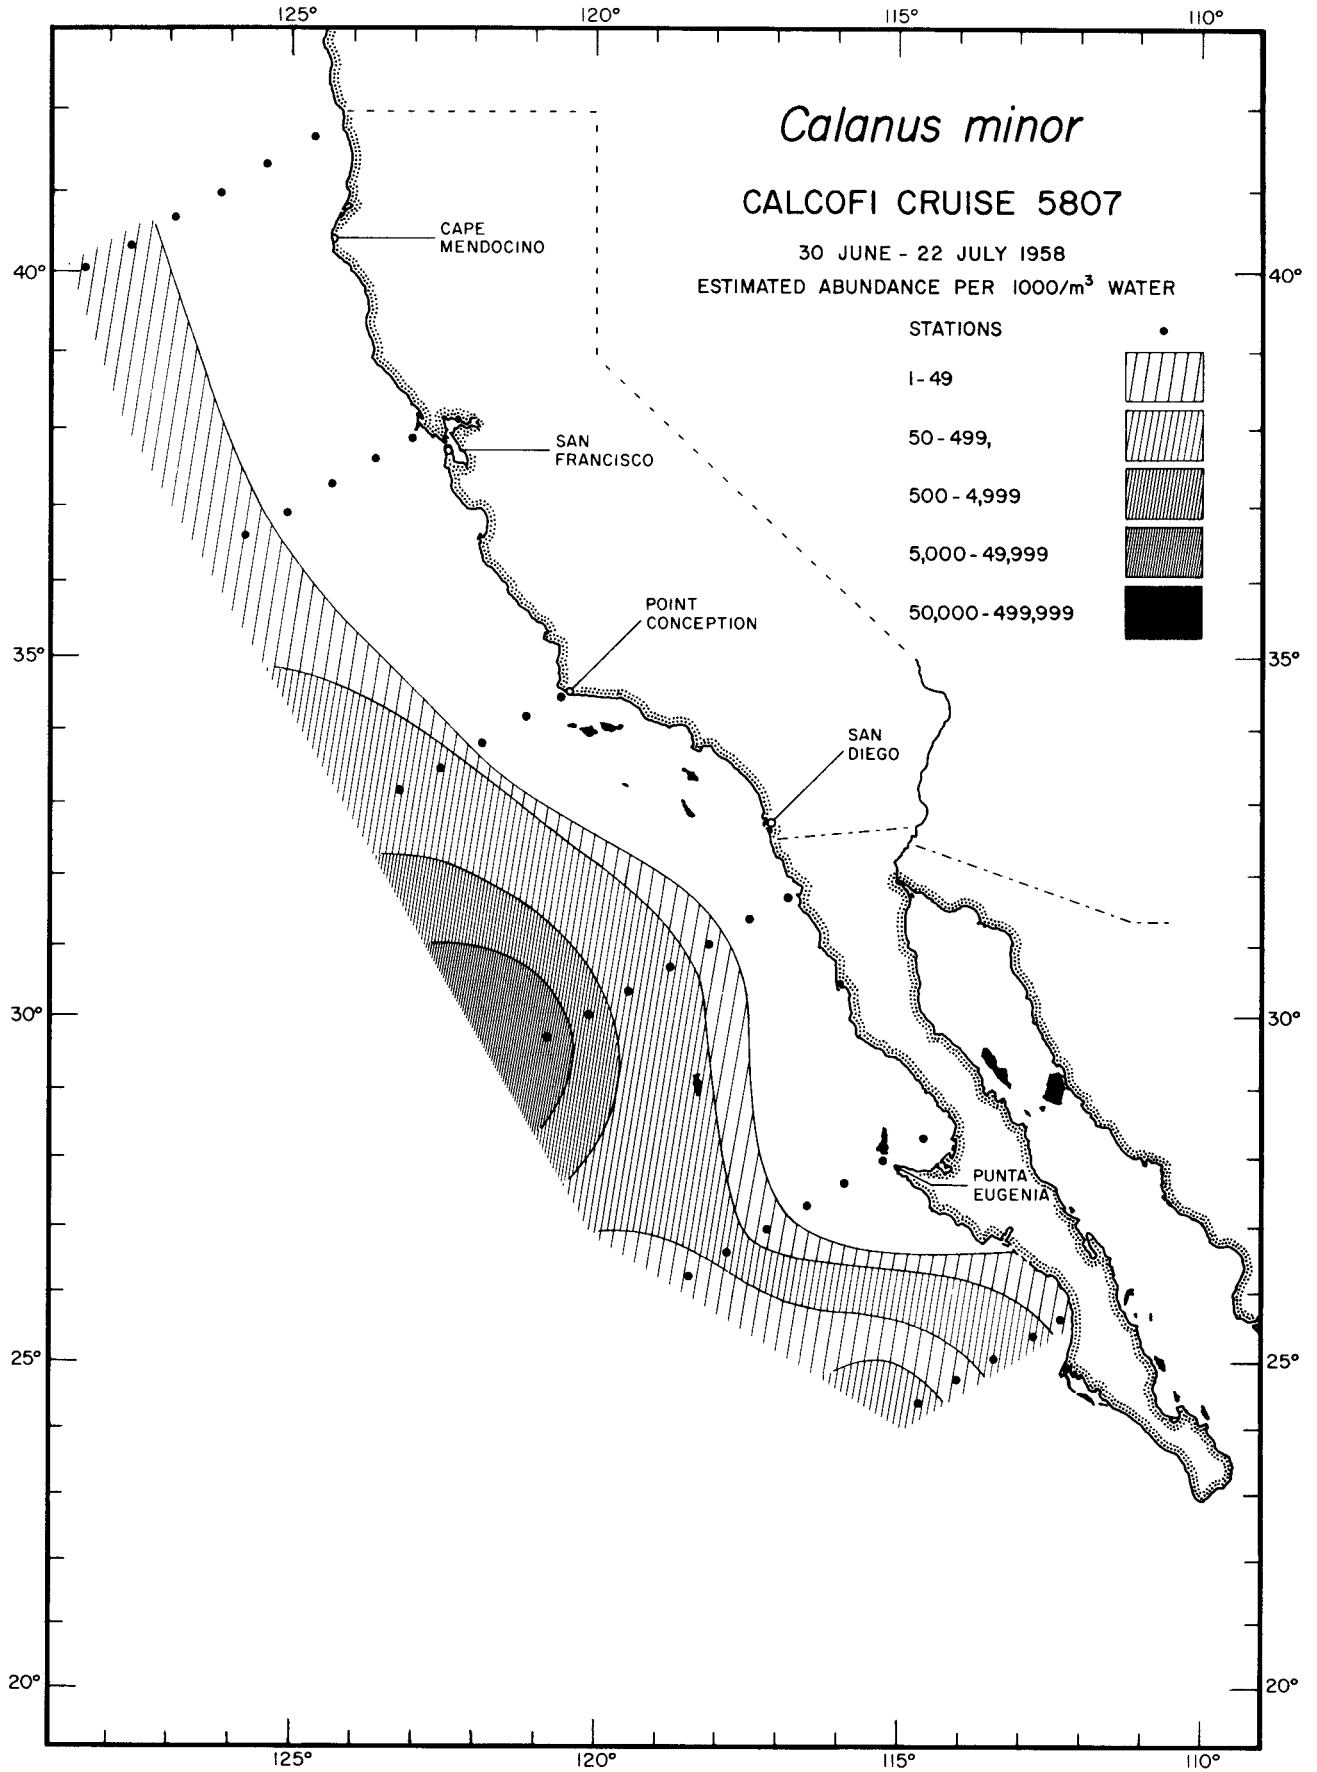 125°
120°
115°
110°
Calanus minor
CALCOFI CRUISE 5807
30 JUNE - 22 JULY 1958
ESTIMATED ABUNDANCE PER 1000/m³ WATER
STATIONS
1-49
50-499,
500-4,999
5,000-49,999
50,000-499,999
CAPE
MENDOCINO
40°
40°
SAN
FRANCISCO
POINT
CONCEPTION
35°
35°
SAN
DIEGO
30°
30°
PUNTA
EUGENIA
25°
25°
20°
20°
125°
120°
115°
110°